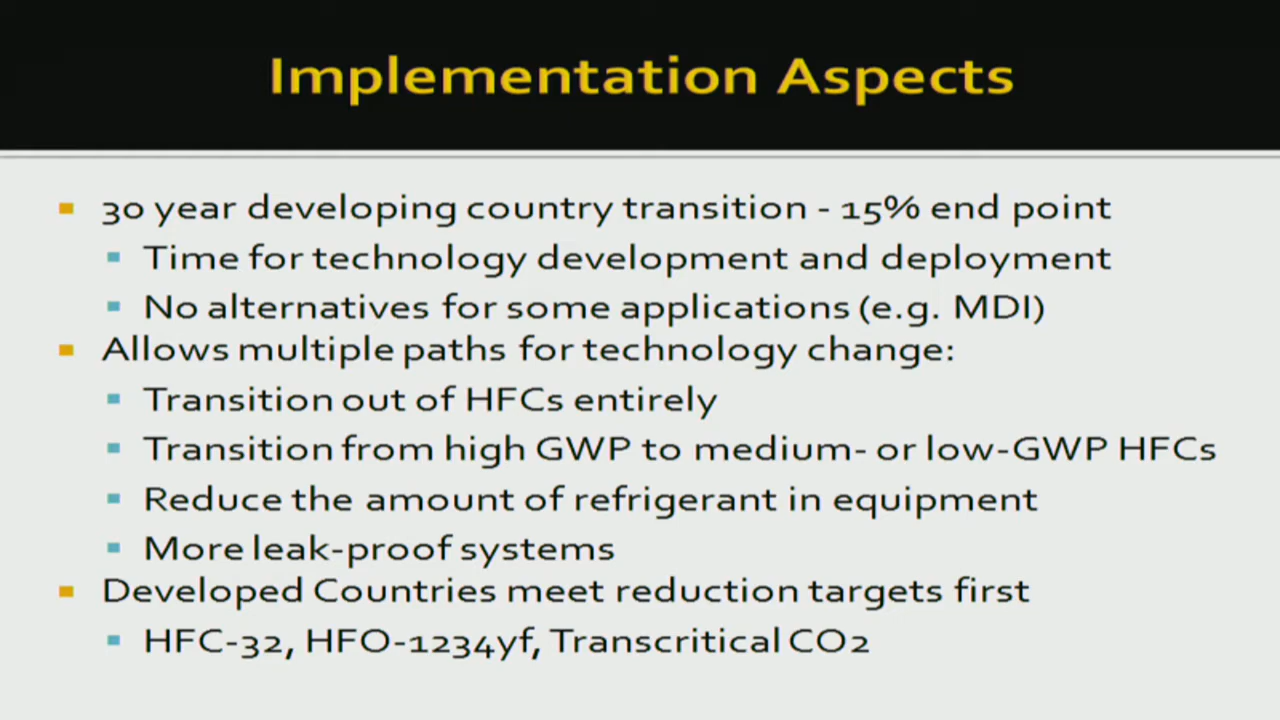 Implementation Aspects
30 year developing country transition - 15% end point
Time for technology development and deployment
No alternatives for some applications (e.g. MDI)
Allows multiple paths for technology change:
Transition out of HFCs entirely
Transition from high GWP to medium- or low-GWP HFCs
Reduce the amount of refrigerant in equipment
More leak-proof systems
Developed Countries meet reduction targets first
HFC-32, HFO-1234yf, Transcritical CO2